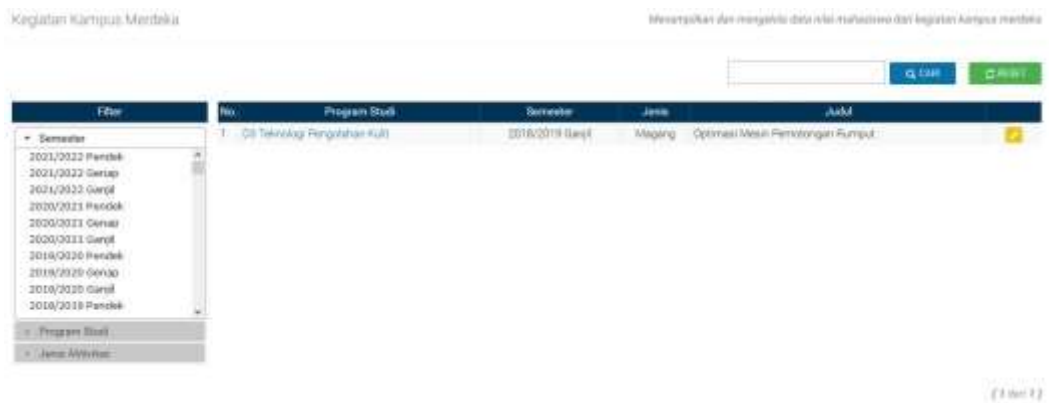 Kegiatan Kampus Merdeka
Menampilkan dan mengelola data nilai mahasiswa dari kegiatan kampus merdeka
CARI
RESET
Filter
No. Program Studi Semester Jenis Judul
Semester
1 D3 Teknologi Pengolahan Kulit 2018/2019 Ganjil Magang Optimasi Mesin Pemotongan Rumput
2021/2022 Pendek
2021/2022 Genap
2021/2022 Ganjil
2020/2021 Pendek
2020/2021 Genap
2020/2021 Ganjil
2019/2020 Pendek
2019/2020 Genap
2019/2020 Ganjil
2018/2019 Pendek
Program Studi
Jenis Aktivitas
(1 dari 1)